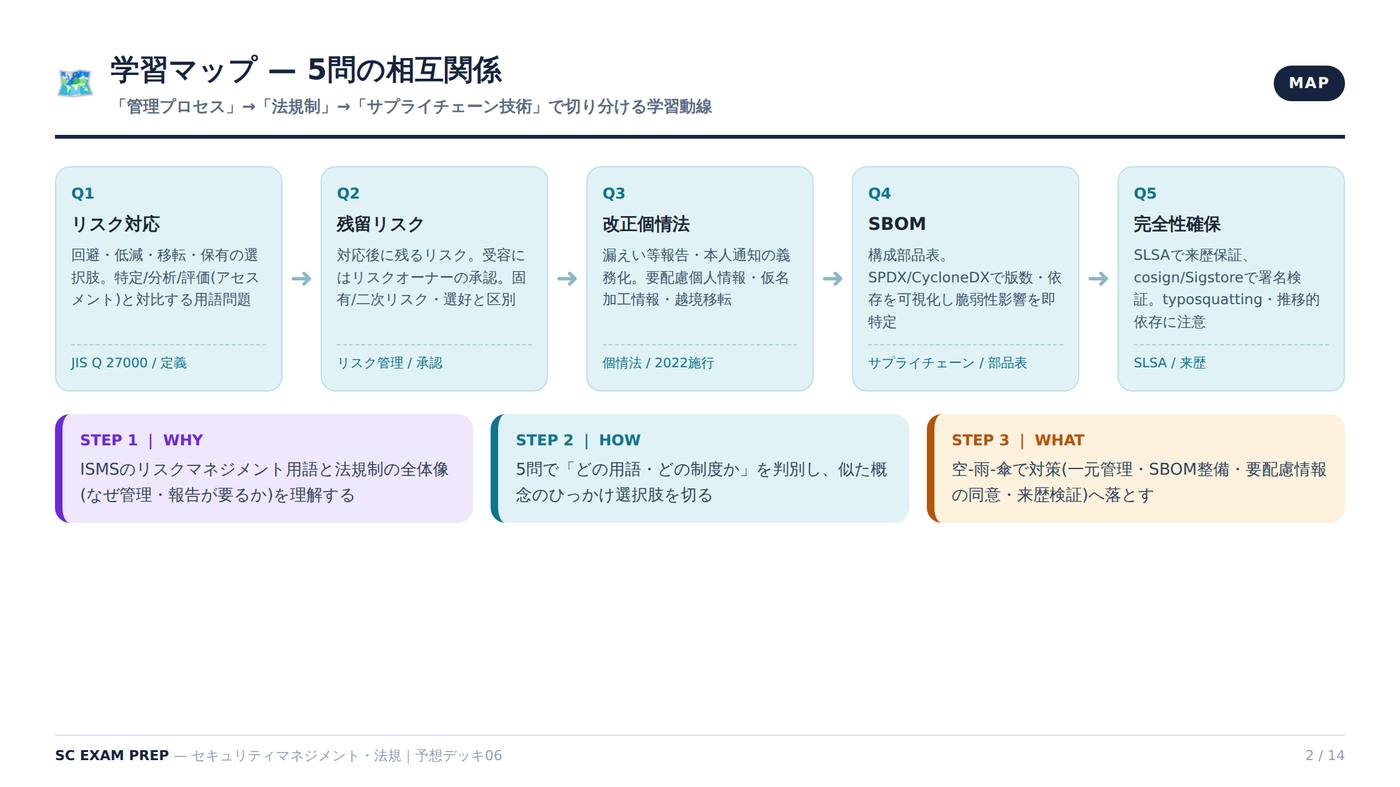 学習マップ — 5問の相互関係
「管理プロセス」→「法規制」→「サプライチェーン技術」で切り分ける学習動線
MAP
Q1
リスク対応
回避・低減・移転・保有の選
択肢。特定/分析/評価(アセス
メント)と対比する用語問題
JIS Q 27000 / 定義
➜
Q2
残留リスク
対応後に残るリスク。受容に
はリスクオーナーの承認。固
有/二次リスク・選好と区別
リスク管理 / 承認
➜
Q3
改正個情法
漏えい等報告・本人通知の義
務化。要配慮個人情報・仮名
加工情報・越境移転
個情法 / 2022施行
➜
Q4
SBOM
構成部品表。
SPDX/CycloneDXで版数・依
存を可視化し脆弱性影響を即
特定
サプライチェーン / 部品表
➜
Q5
完全性確保
SLSAで来歴保証、
cosign/Sigstoreで署名検
証。typosquatting・推移的
依存に注意
SLSA / 来歴
STEP 1｜WHY
ISMSのリスクマネジメント用語と法規制の全体像
(なぜ管理・報告が要るか)を理解する
STEP 2｜HOW
5問で「どの用語・どの制度か」を判別し、似た概
念のひっかけ選択肢を切る
STEP 3｜WHAT
空-雨-傘で対策(一元管理・SBOM整備・要配慮情報
の同意・来歴検証)へ落とす
SC EXAM PREP — セキュリティマネジメント・法規｜予想デッキ06
2 / 14